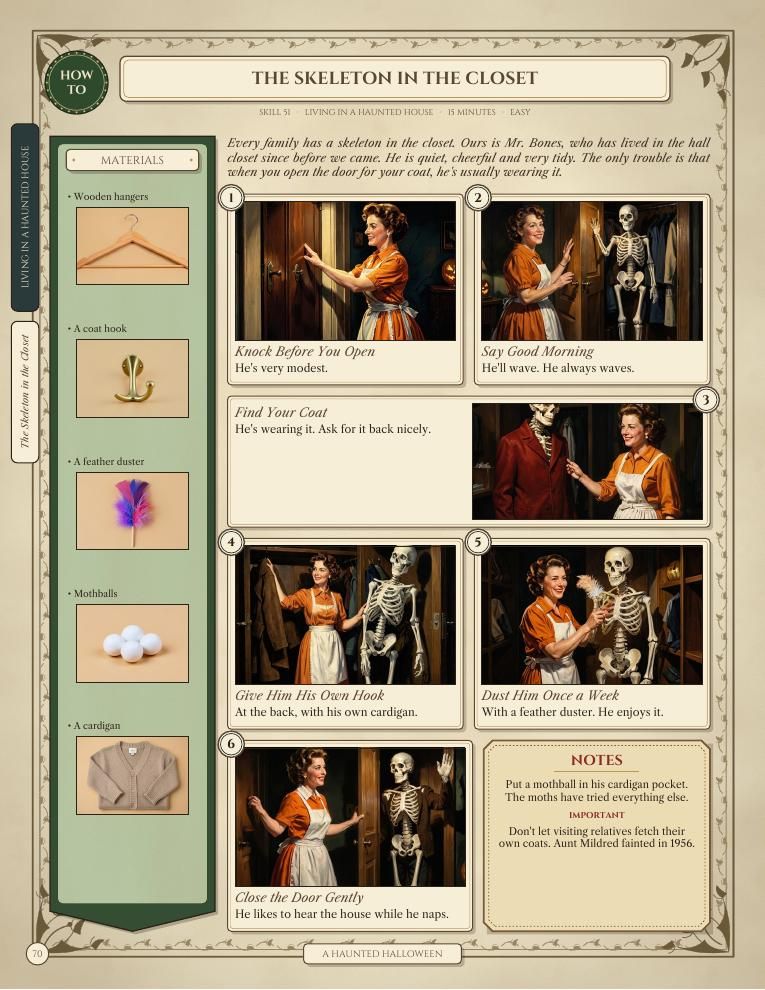 HOW
TO
THE SKELETON IN THE CLOSET
SKILL 51 · LIVING IN A HAUNTED HOUSE · 15 MINUTES · EASY
LIVING IN A HAUNTED HOUSE
The Skeleton in the Closet
MATERIALS
• Wooden hangers
• A coat hook
• A feather duster
• Mothballs
• A cardigan
Every family has a skeleton in the closet. Ours is Mr. Bones, who has lived in the hall
closet since before we came. He is quiet, cheerful and very tidy. The only trouble is that
when you open the door for your coat, he's usually wearing it.
1
Knock Before You Open
He's very modest.
2
Say Good Morning
He'll wave. He always waves.
3
Find Your Coat
He's wearing it. Ask for it back nicely.
4
Give Him His Own Hook
At the back, with his own cardigan.
5
Dust Him Once a Week
With a feather duster. He enjoys it.
6
Close the Door Gently
He likes to hear the house while he naps.
NOTES
Put a mothball in his cardigan pocket.
The moths have tried everything else.
IMPORTANT
Don't let visiting relatives fetch their
own coats. Aunt Mildred fainted in 1956.
70
A HAUNTED HALLOWEEN